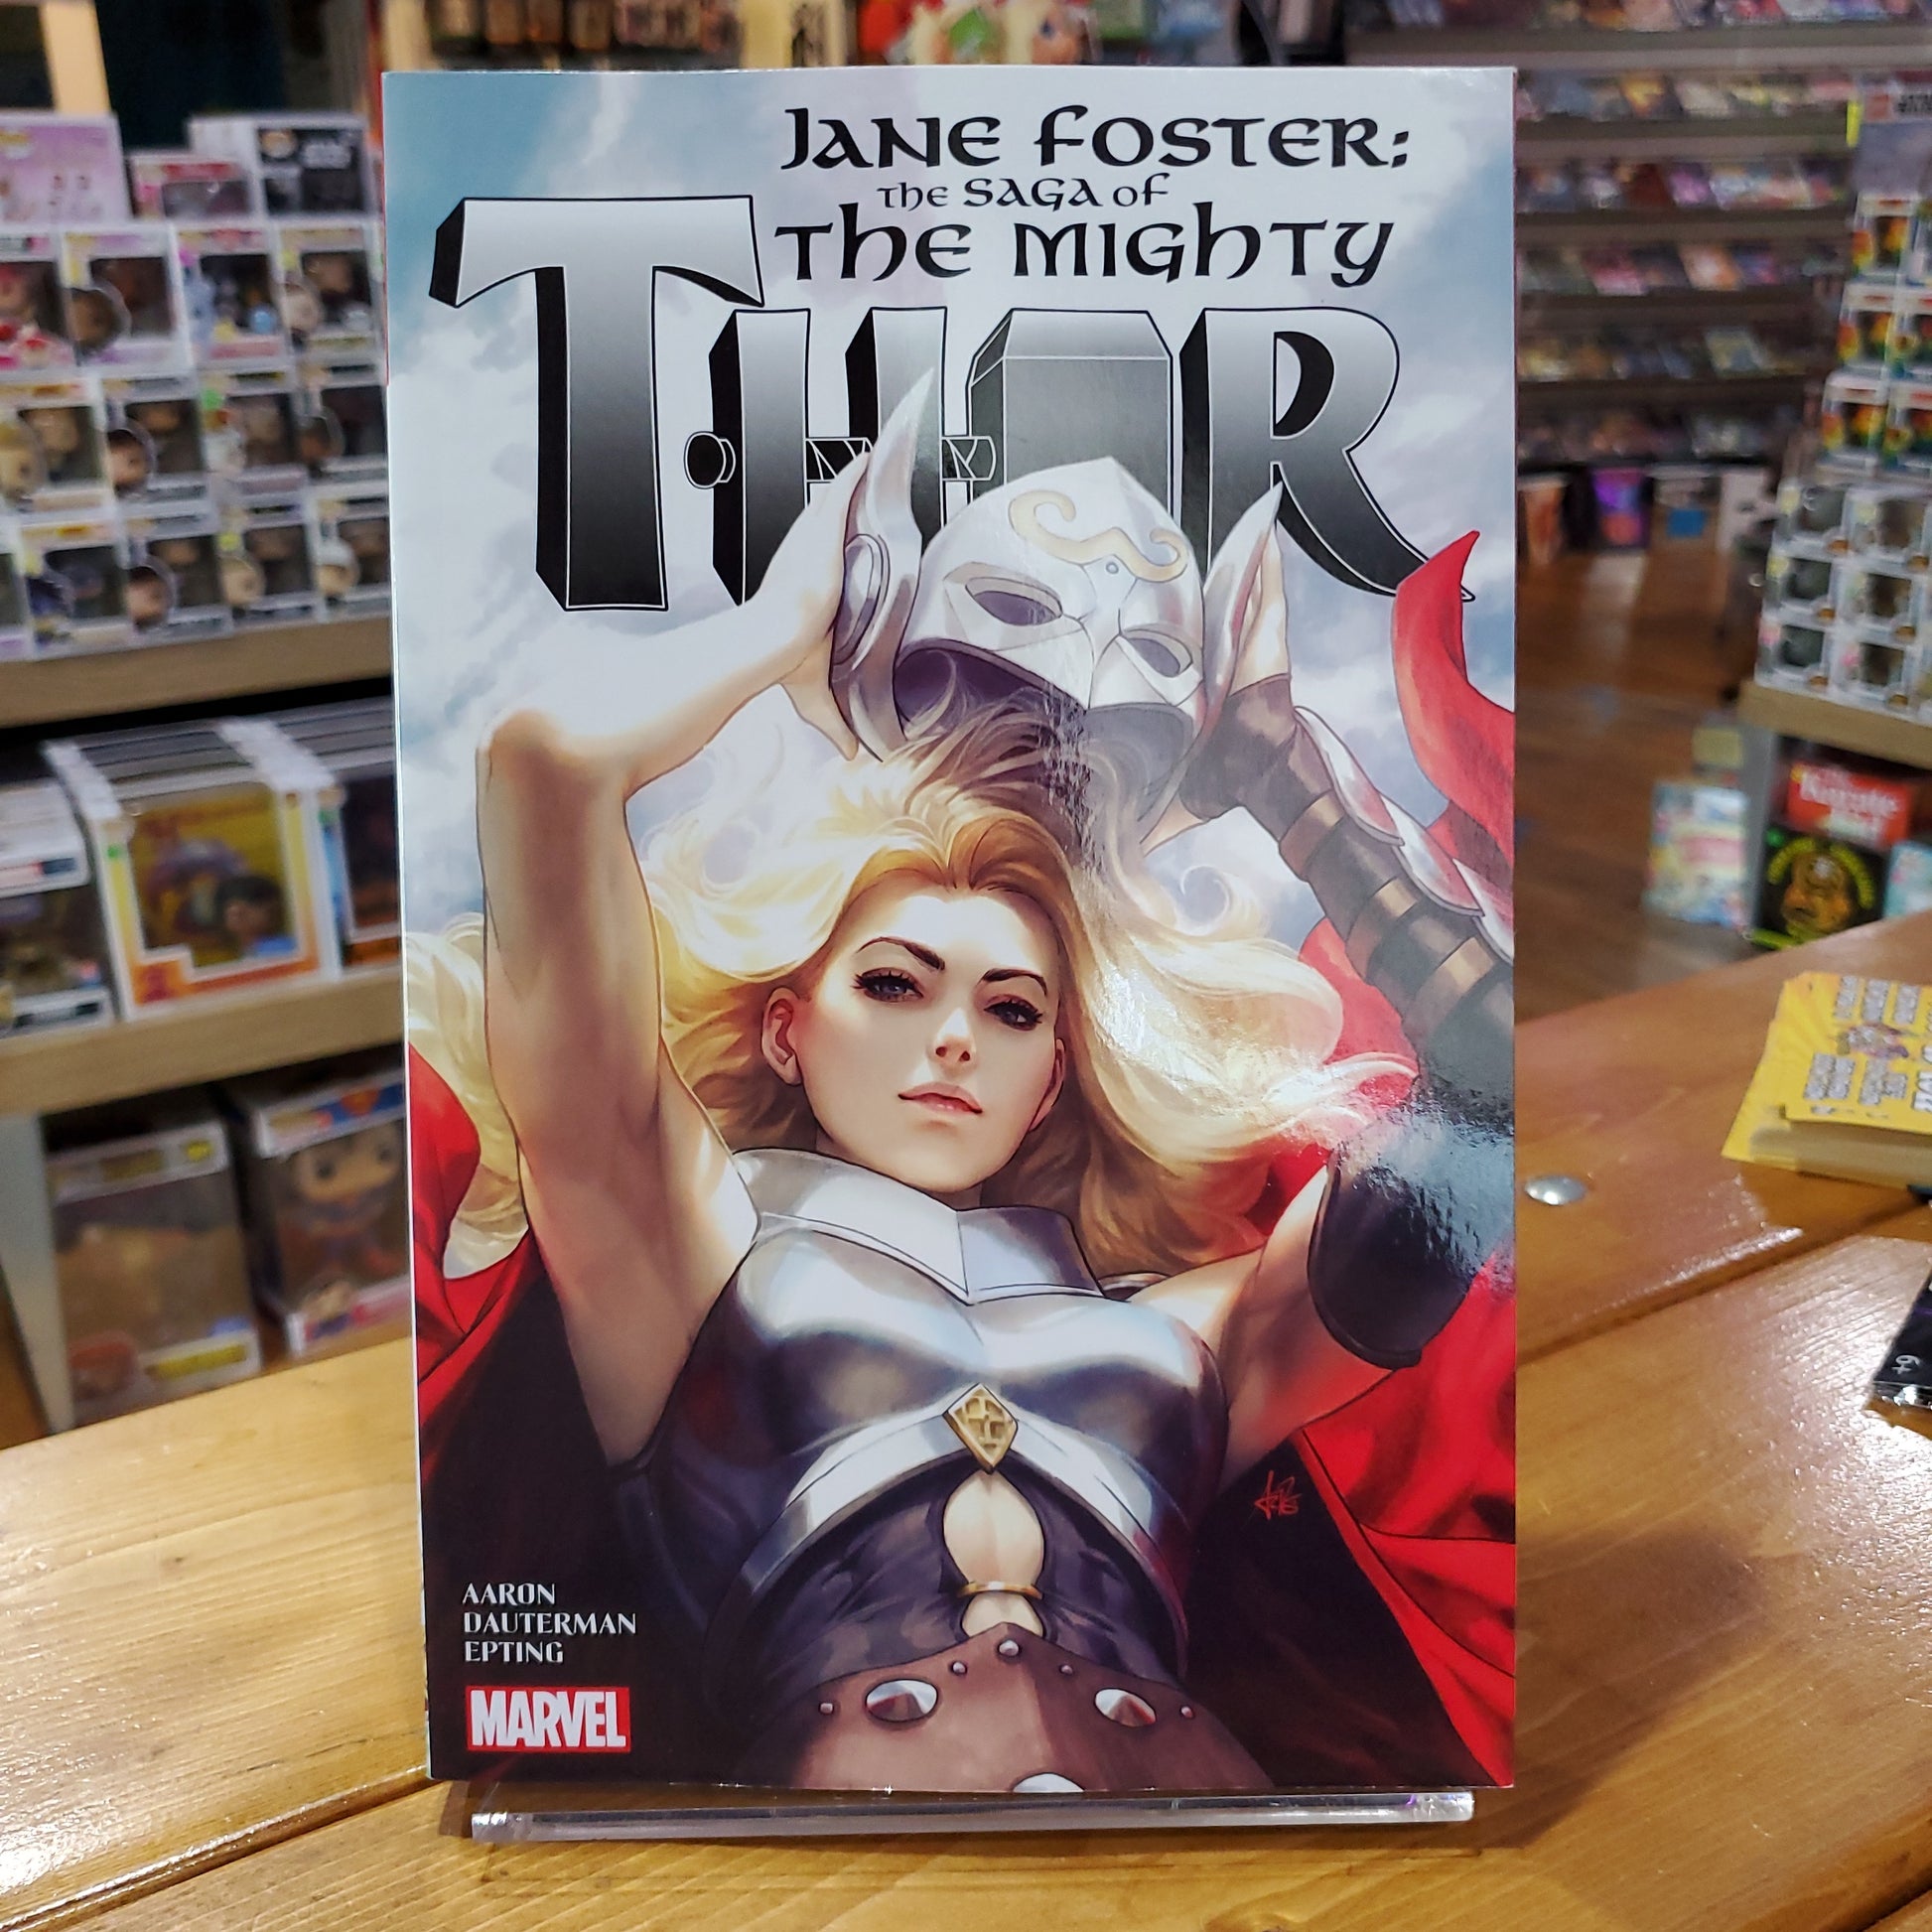 JANE FOSTER:
the SAGA of
THE MIGHTY
THOR
AARON
DAUTERMAN
EPTING
MARVEL